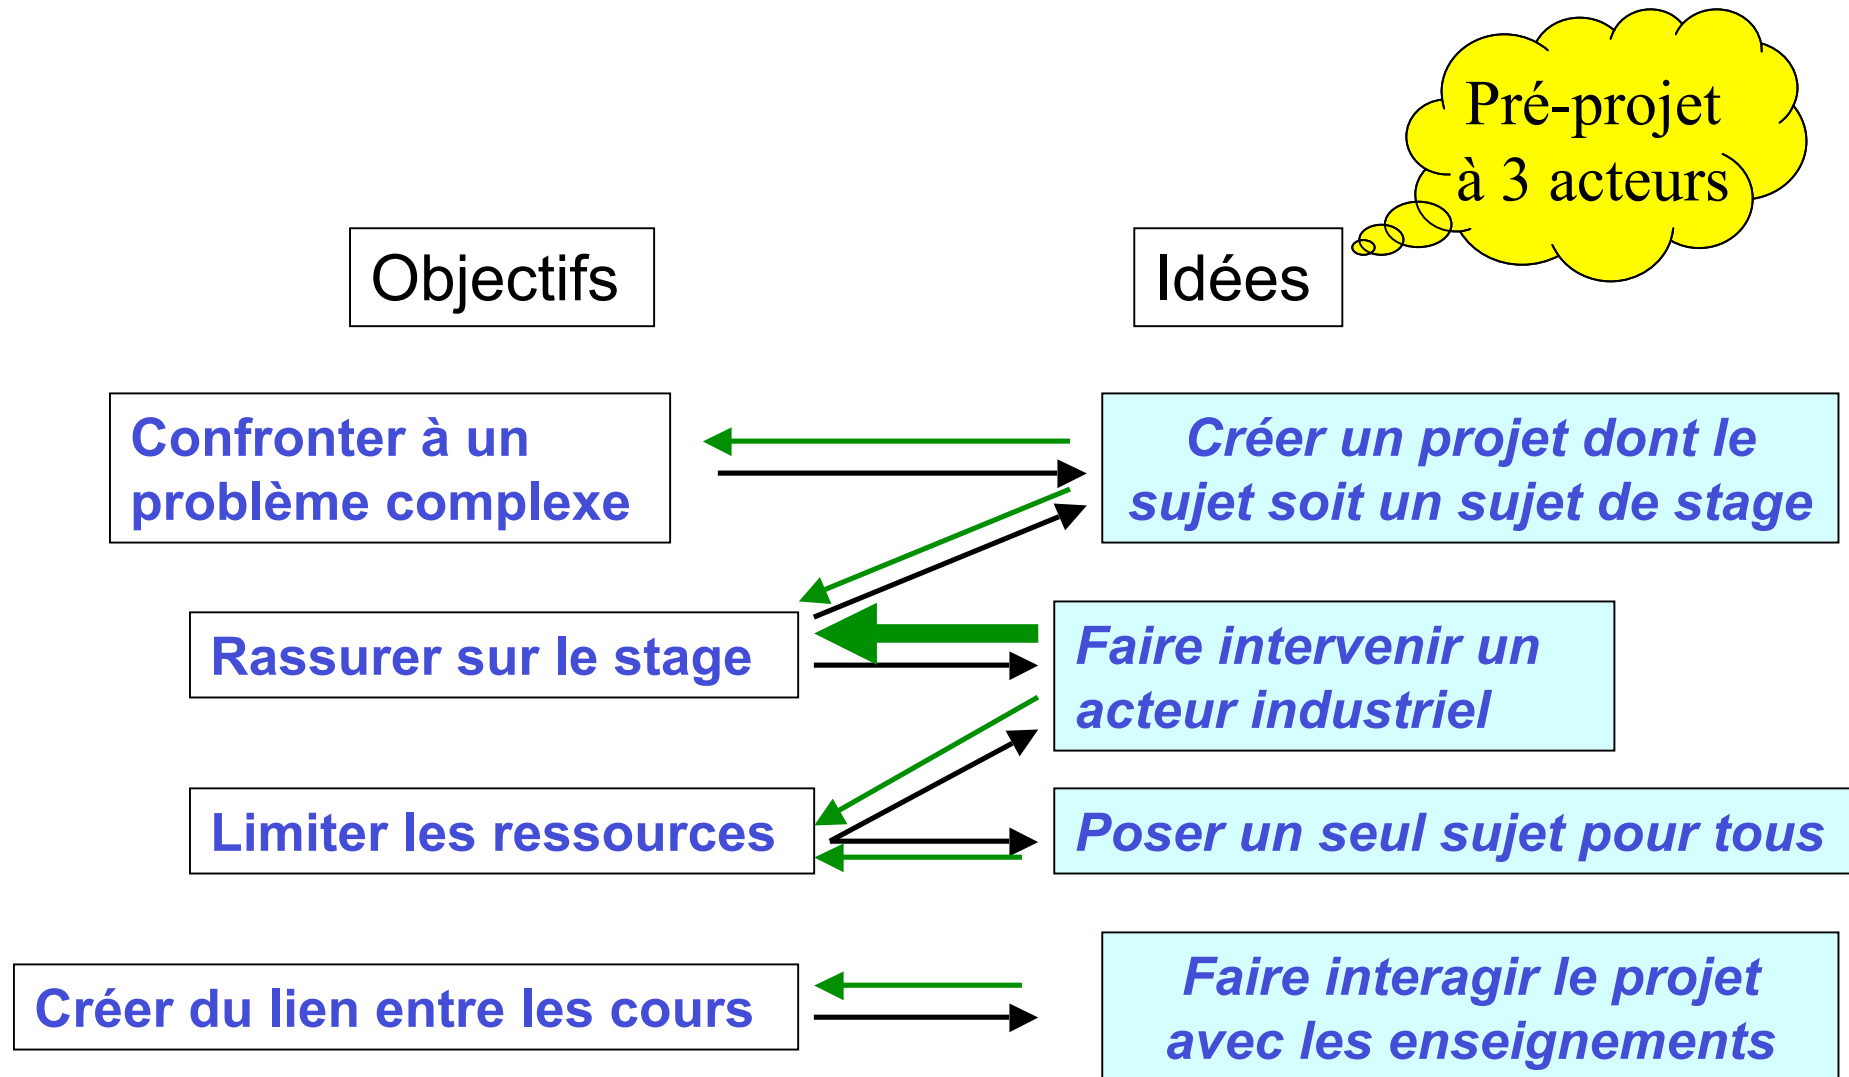 Pré-projet
à 3 acteurs
Objectifs
Idées
Confronter à un
problème complexe
Créer un projet dont le
sujet soit un sujet de stage
Rassurer sur le stage
Faire intervenir un
acteur industriel
Limiter les ressources
Poser un seul sujet pour tous
Créer du lien entre les cours
Faire interagir le projet
avec les enseignements